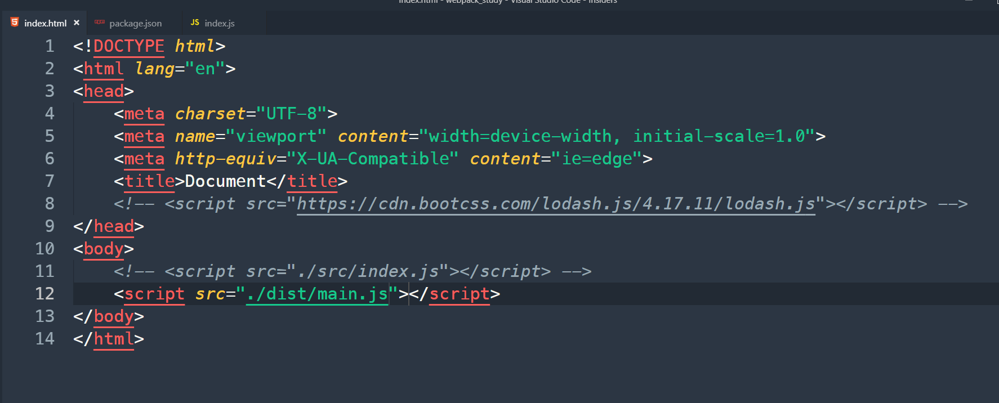 index.html - webpack_study - Visual Studio Code - Insiders
index.html × package.json JS index.js
1 <!DOCTYPE html>
2 <html lang="en">
3 <head>
4     <meta charset="UTF-8">
5     <meta name="viewport" content="width=device-width, initial-scale=1.0">
6     <meta http-equiv="X-UA-Compatible" content="ie=edge">
7     <title>Document</title>
8     <!-- <script src="https://cdn.bootcss.com/lodash.js/4.17.11/lodash.js"></script> -->
9 </head>
10 <body>
11     <!-- <script src="./src/index.js"></script> -->
12     <script src="./dist/main.js"></script>
13 </body>
14 </html>